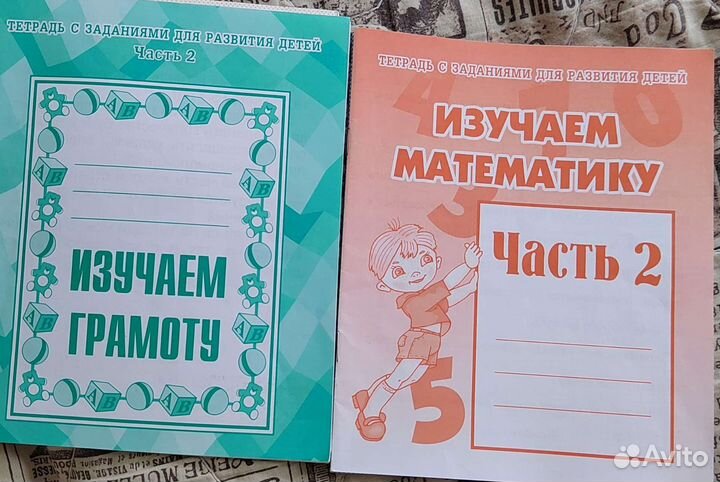 ТЕТРАДЬ С ЗАДАНИЯМИ ДЛЯ РАЗВИТИЯ ДЕТЕЙ
Часть 2
ИЗУЧАЕМ
ГРАМОТУ
ТЕТРАДЬ С ЗАДАНИЯМИ ДЛЯ РАЗВИТИЯ ДЕТЕЙ
ИЗУЧАЕМ
МАТЕМАТИКУ
Часть 2
5
Avito